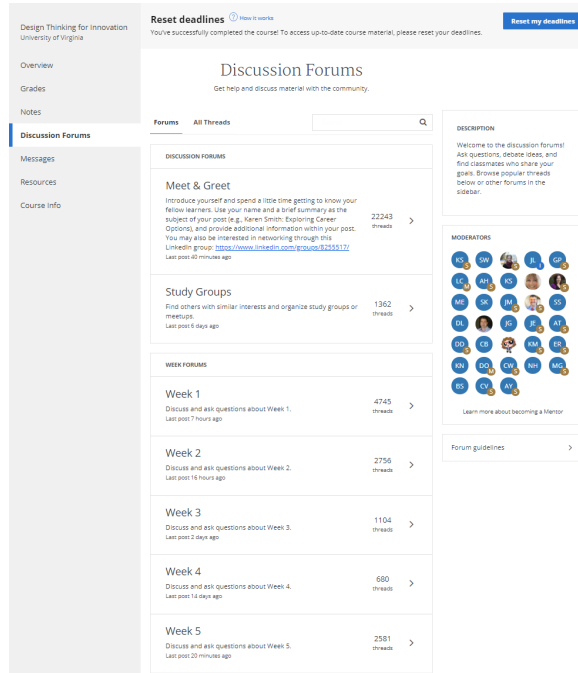 Design Thinking for Innovation
University of Virginia
Overview
Grades
Notes
Discussion Forums
Messages
Resources
Course Info
Reset deadlines ? How it works
You've successfully completed the course! To access up-to-date course material, please reset your deadlines.
Reset my deadlines
Discussion Forums
Get help and discuss material with the community.
Forums All Threads
DISCUSSION FORUMS
Meet & Greet
Introduce yourself and spend a little time getting to know your
fellow learners. Use your name and a brief summary as the
subject of your post (e.g., Karen Smith: Exploring Career
Options), and provide additional information within your post.
You may also be interested in networking through this
LinkedIn group: https://www.linkedin.com/groups/8255517/
Last post 40 minutes ago
22243
threads
Study Groups
Find others with similar interests and organize study groups or
meetups.
Last post 6 days ago
1362
threads
WEEK FORUMS
Week 1
Discuss and ask questions about Week 1.
Last post 7 hours ago
4745
threads
Week 2
Discuss and ask questions about Week 2.
Last post 16 hours ago
2756
threads
Week 3
Discuss and ask questions about Week 3.
Last post 2 days ago
1104
threads
Week 4
Discuss and ask questions about Week 4.
Last post 14 days ago
680
threads
Week 5
Discuss and ask questions about Week 5.
Last post 20 minutes ago
2581
threads
DESCRIPTION
Welcome to the discussion forums!
Ask questions, debate ideas, and
find classmates who share your
goals. Browse popular threads
below or other forums in the
sidebar.
MODERATORS
KS SW JL GP
LC AH KS
ME SK JM SS
DL JG JE AT
DD CB KM ER
KN DO CW NH MG
BS CV AY
Learn more about becoming a Mentor
Forum guidelines